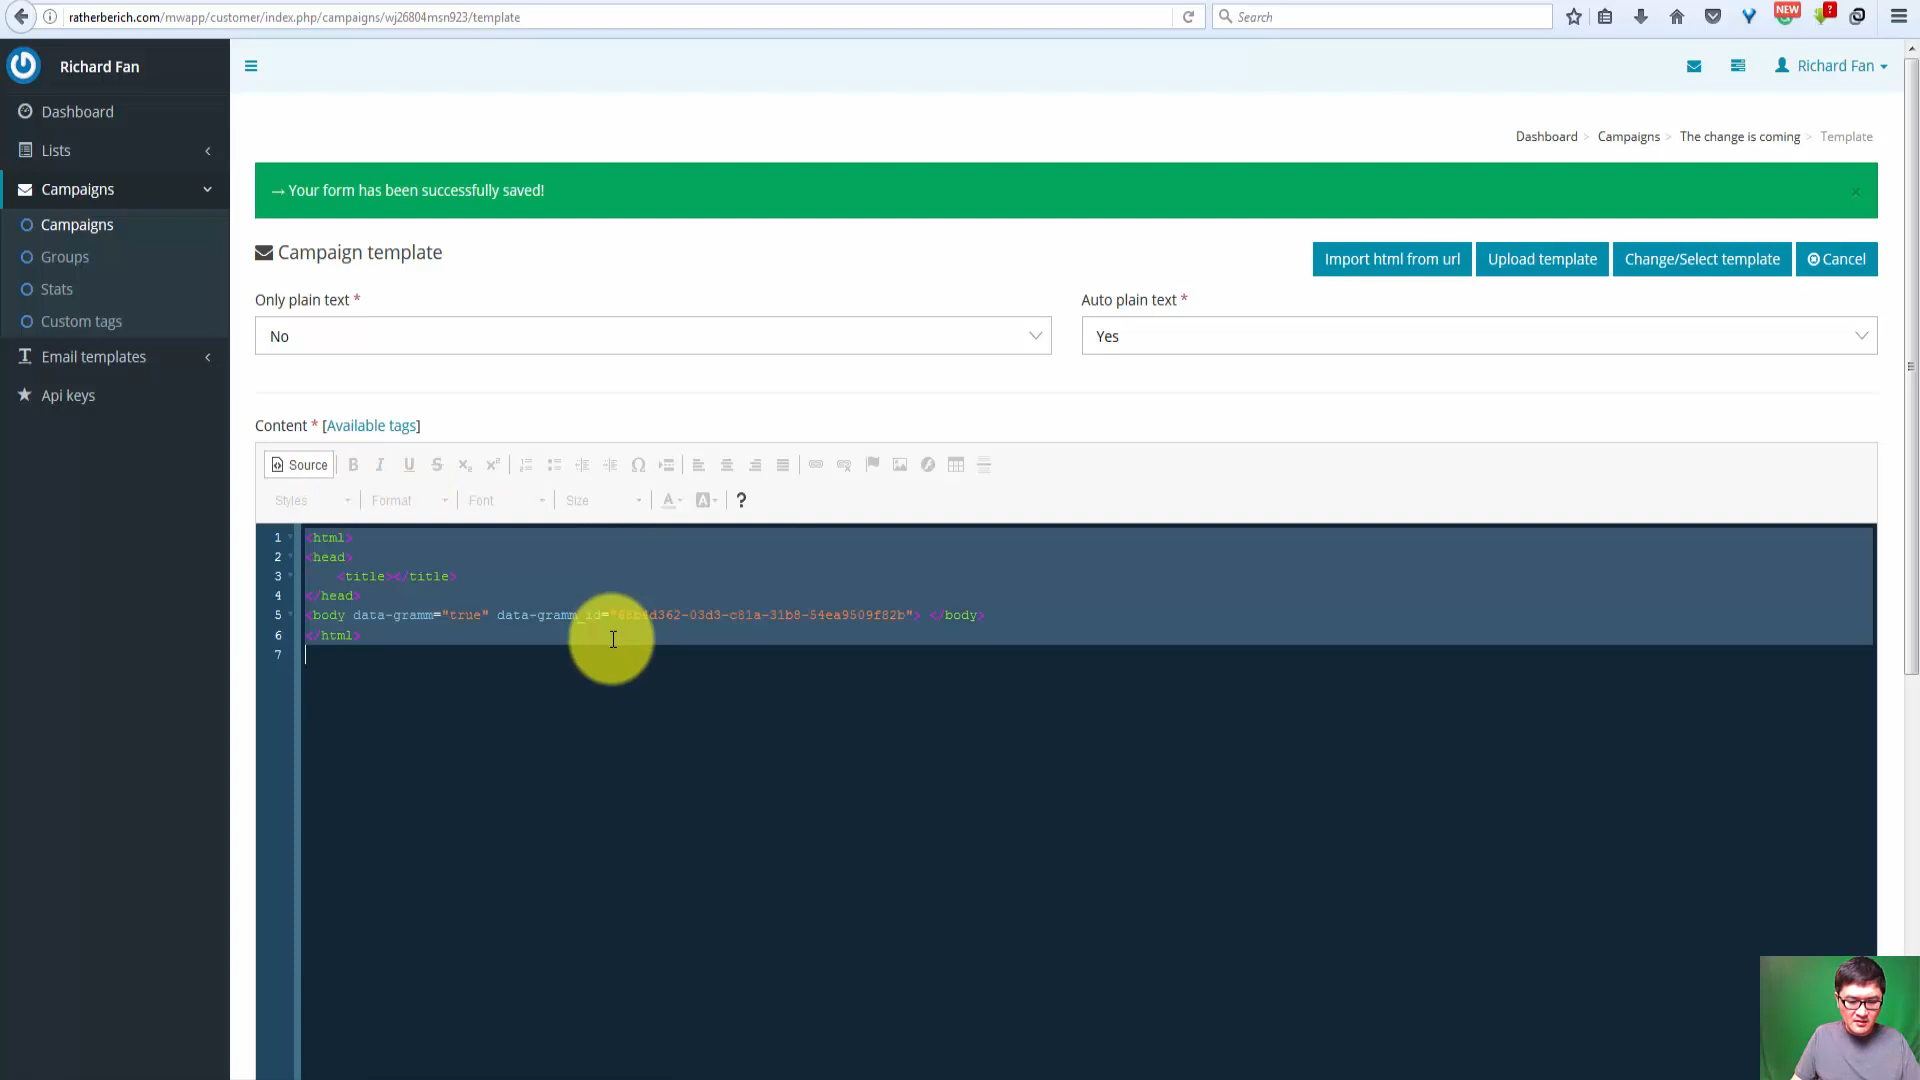 ratherberich.com/mwapp/customer/index.php/campaigns/wj26804msn923/template
Search
NEW
?
Richard Fan
Richard Fan
Dashboard
Lists
Campaigns
Campaigns
Groups
Stats
Custom tags
Email templates
Api keys
Dashboard > Campaigns > The change is coming > Template
→ Your form has been successfully saved!
×
Campaign template
Import html from url
Upload template
Change/Select template
Cancel
Only plain text *
Auto plain text *
No
Yes
Content * [Available tags]
Source
B I U S x₂ x²
Ω
Styles
Format
Font
Size
A
A
?
1 <html>
2 <head>
3 <title></title>
4 </head>
5 <body data-gramm="true" data-gramm_id="d362-03d3-c81a-31b8-54ea9509f82b"> </body>
6 </html>
7